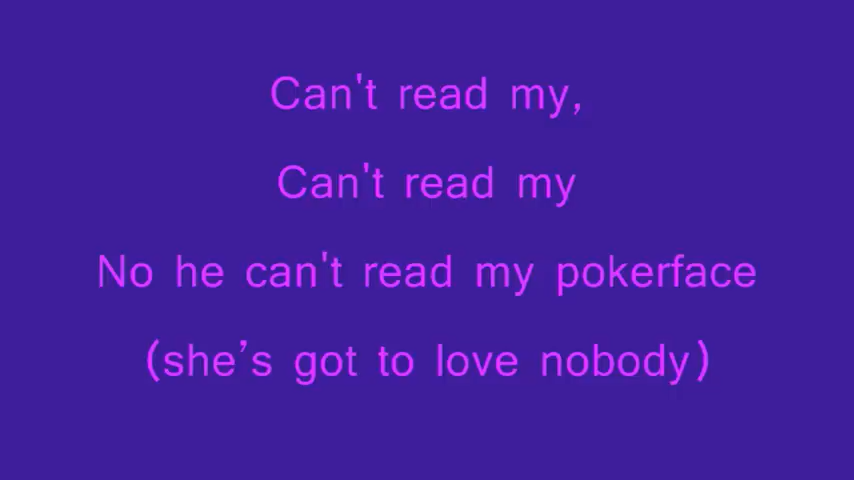 Can't read my,
Can't read my
No he can't read my pokerface
(she’s got to love nobody)